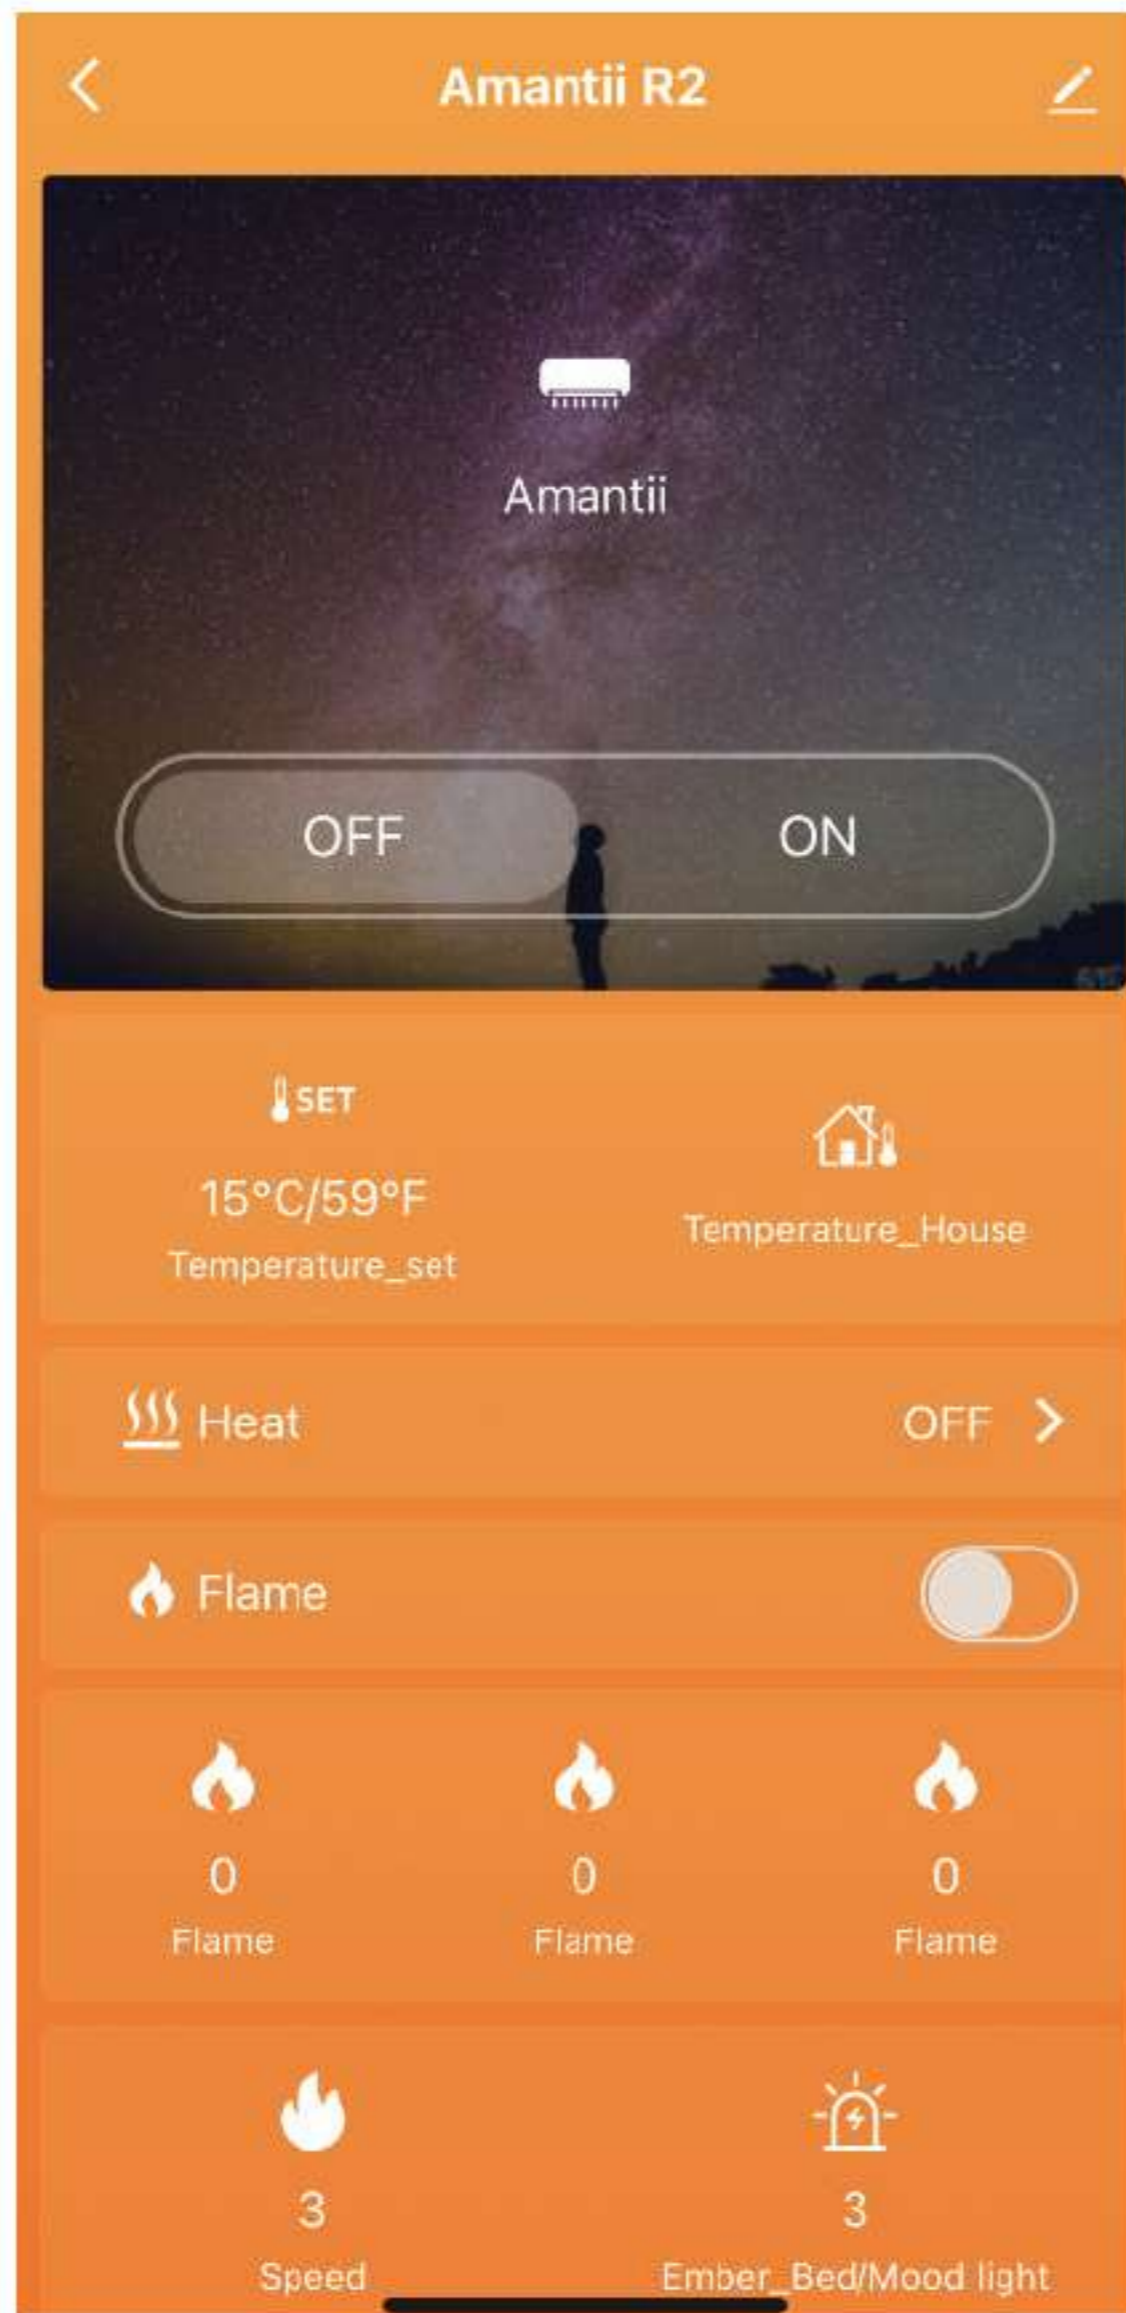 Amantii R2
Amantii
OFF ON
SET
15°C/59°F
Temperature_set
Temperature_House
Heat OFF
Flame
0 0 0
Flame Flame Flame
3 3
Speed Ember_Bed/Mood light